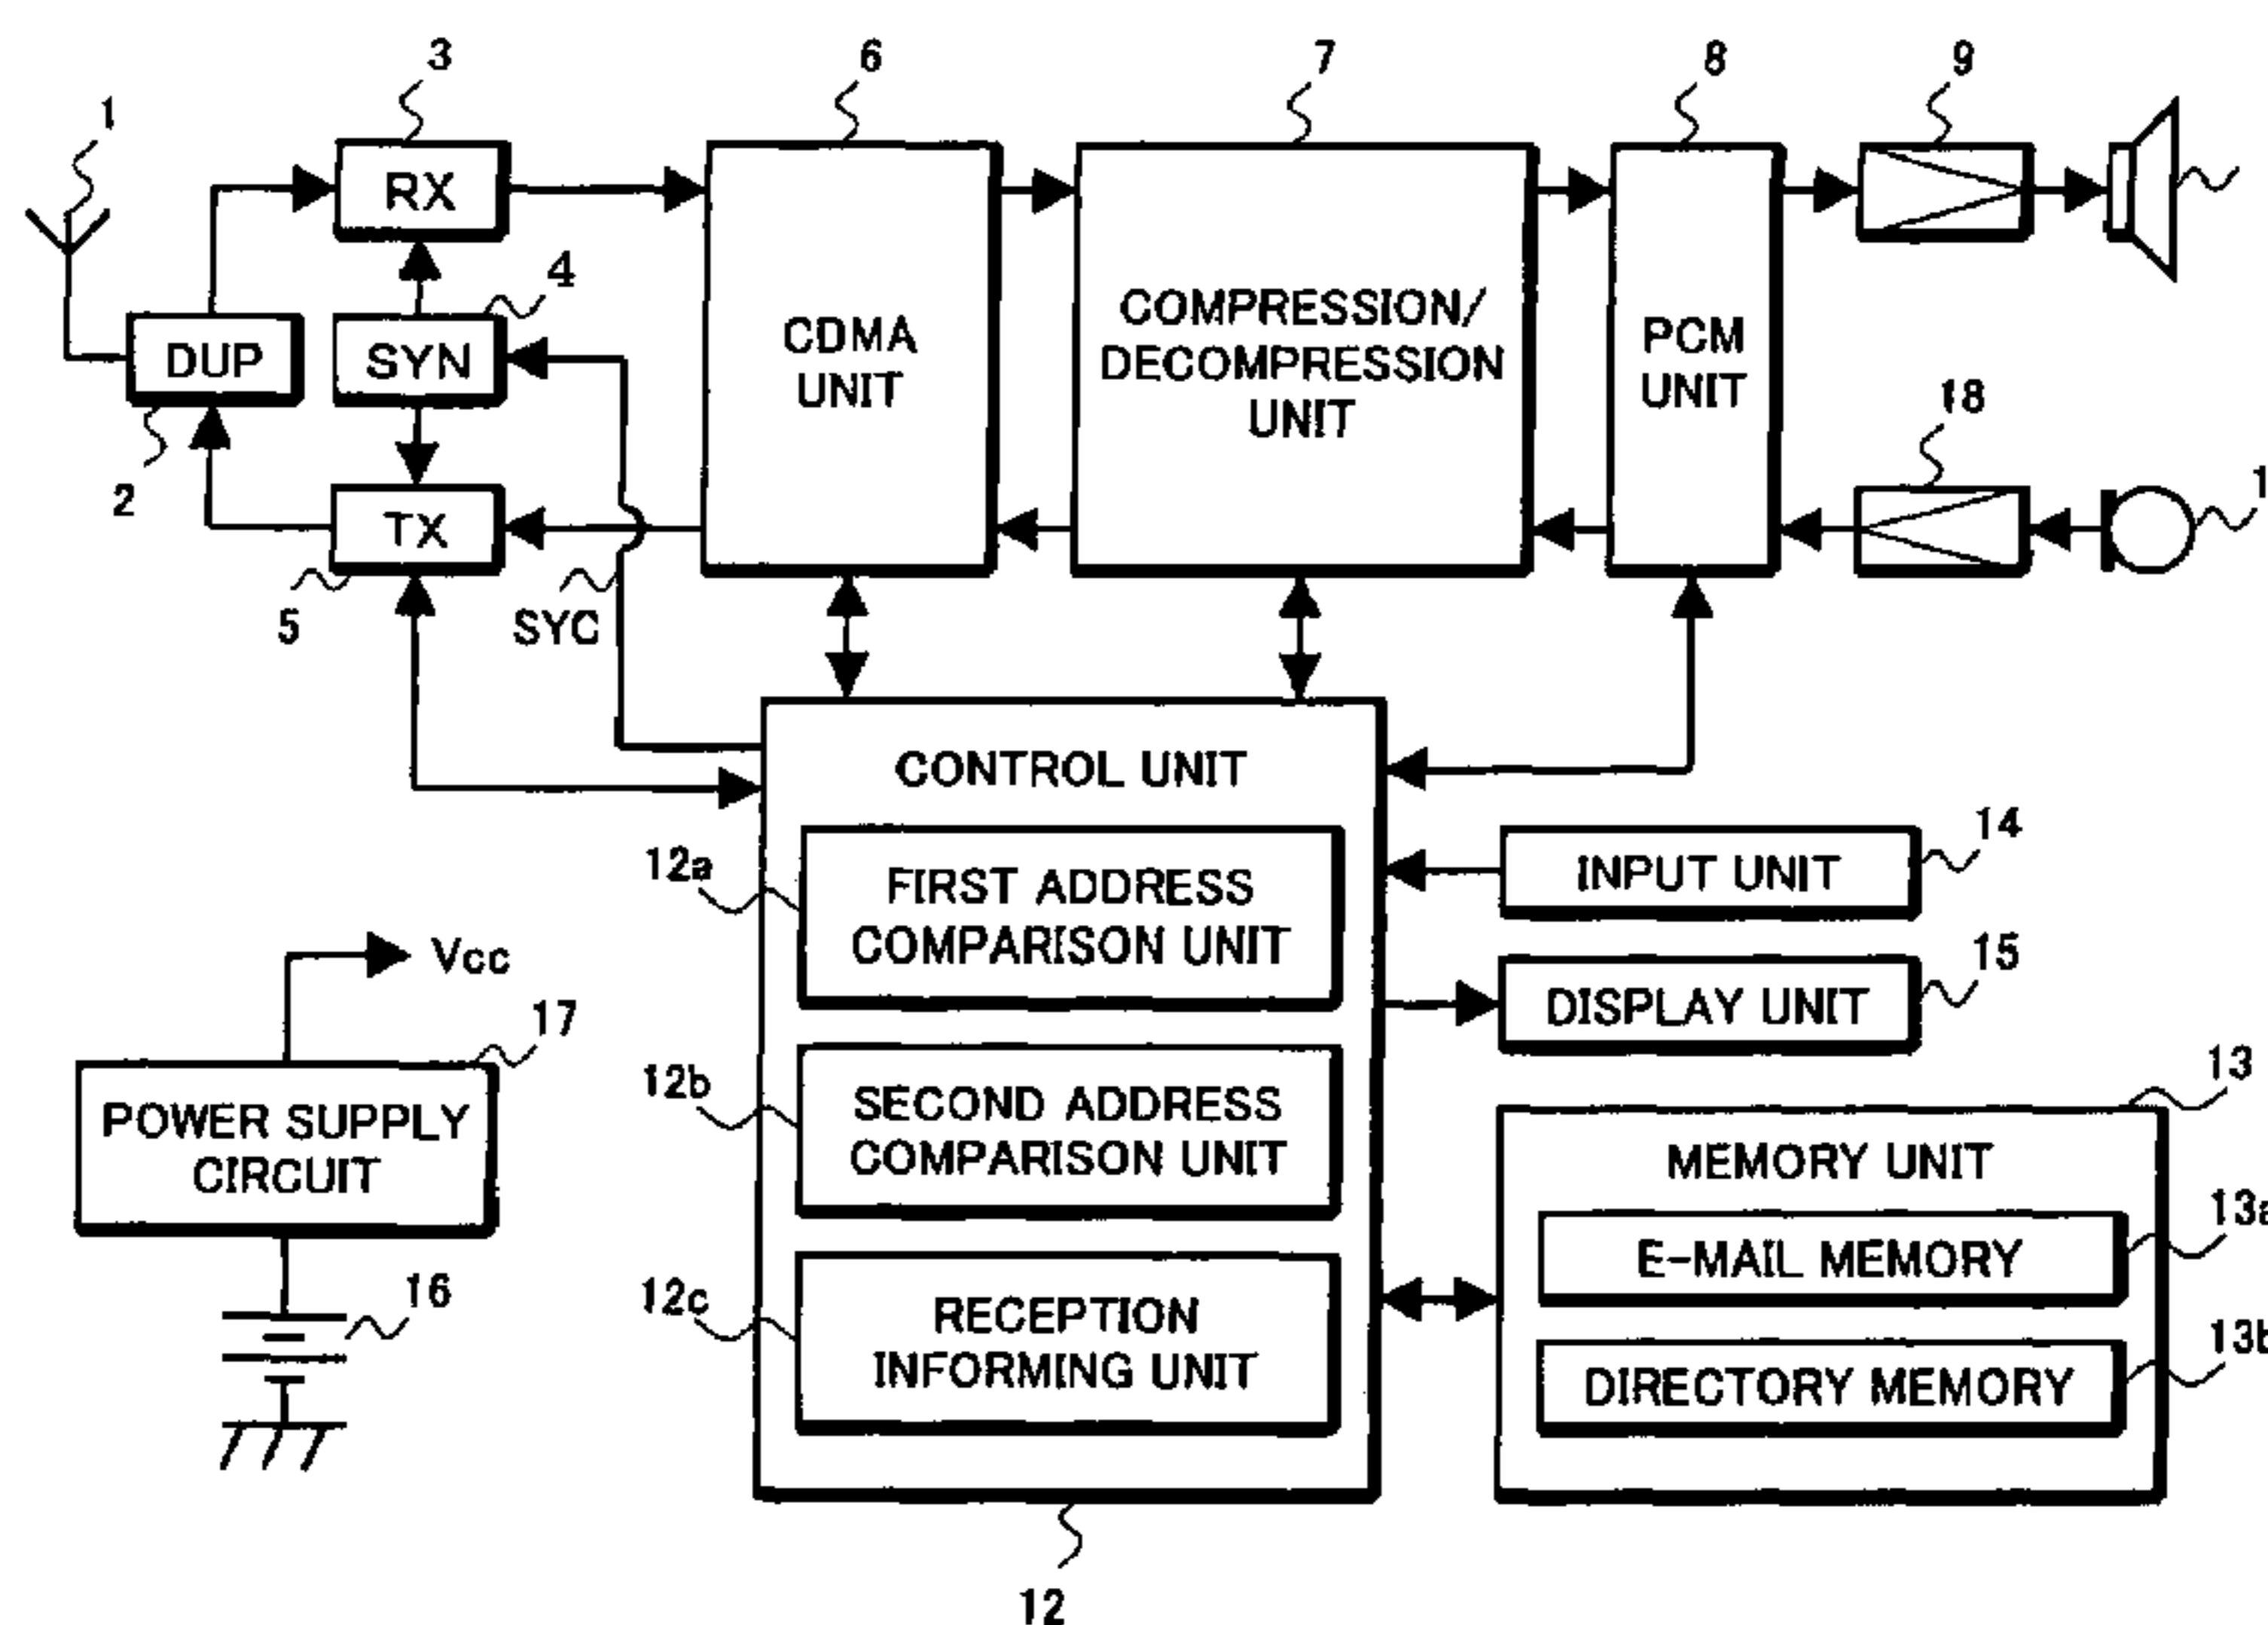 1
3
6
7
8
9
RX
4
DUP
SYN
CDMA
UNIT
COMPRESSION/
DECOMPRESSION
UNIT
PCM
UNIT
18
2
TX
1
5
SYC
CONTROL UNIT
12a
FIRST ADDRESS
COMPARISON UNIT
14
INPUT UNIT
15
DISPLAY UNIT
Vcc
17
POWER SUPPLY
CIRCUIT
12b
SECOND ADDRESS
COMPARISON UNIT
13
MEMORY UNIT
13a
E-MAIL MEMORY
16
12c
RECEPTION
INFORMING UNIT
13b
DIRECTORY MEMORY
12